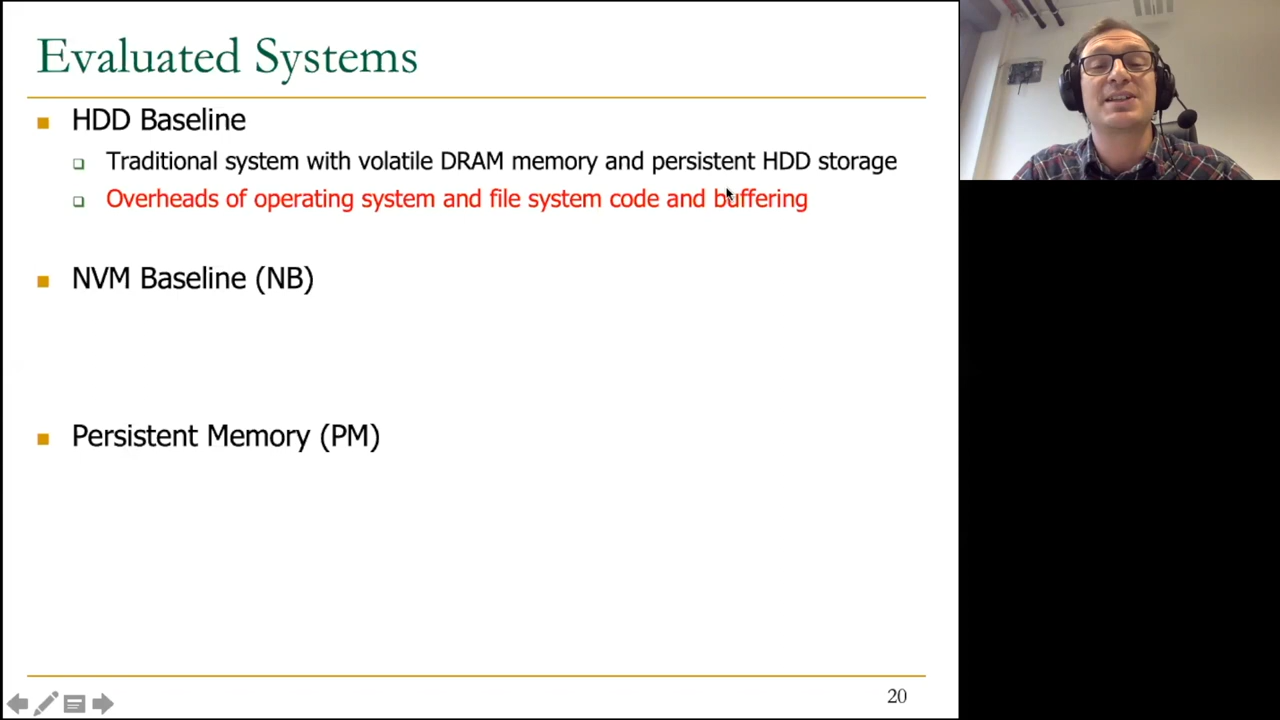 Evaluated Systems
HDD Baseline
Traditional system with volatile DRAM memory and persistent HDD storage
Overheads of operating system and file system code and buffering
NVM Baseline (NB)
Persistent Memory (PM)
20